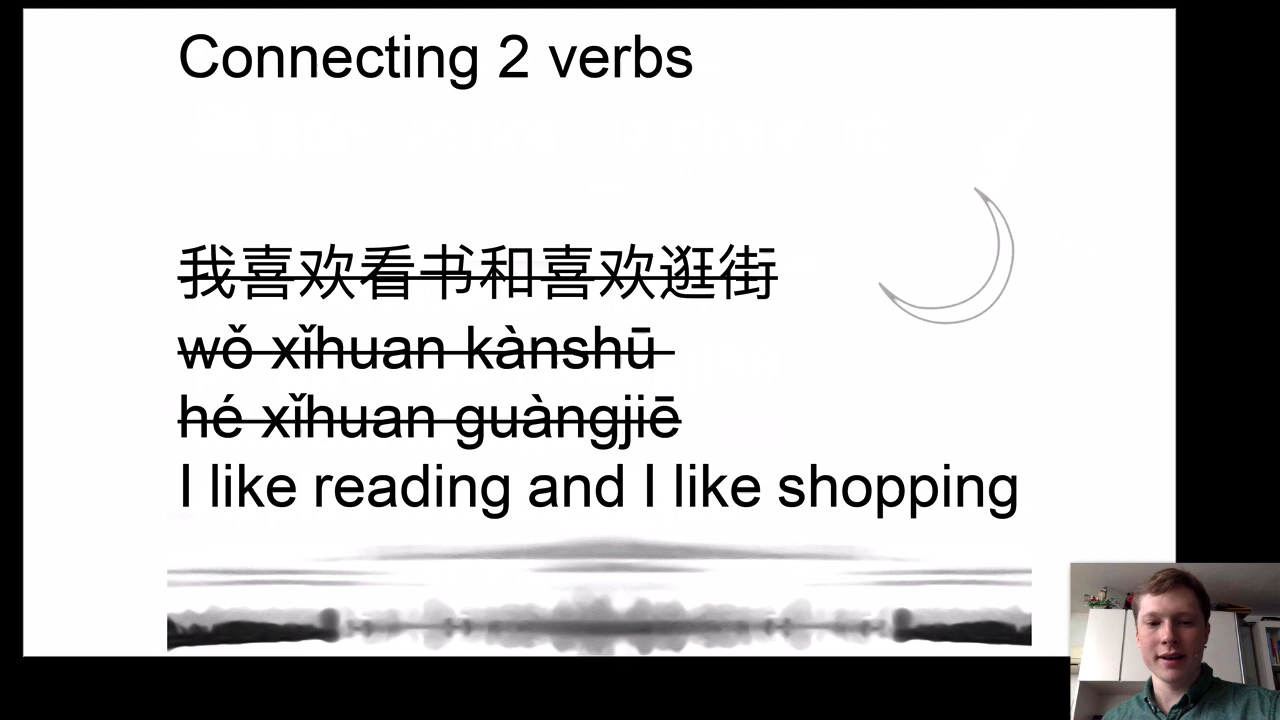 Connecting 2 verbs
我喜欢看书和喜欢逛街
wǒ xǐhuan kànshū
hé xǐhuan guàngjiē
I like reading and I like shopping